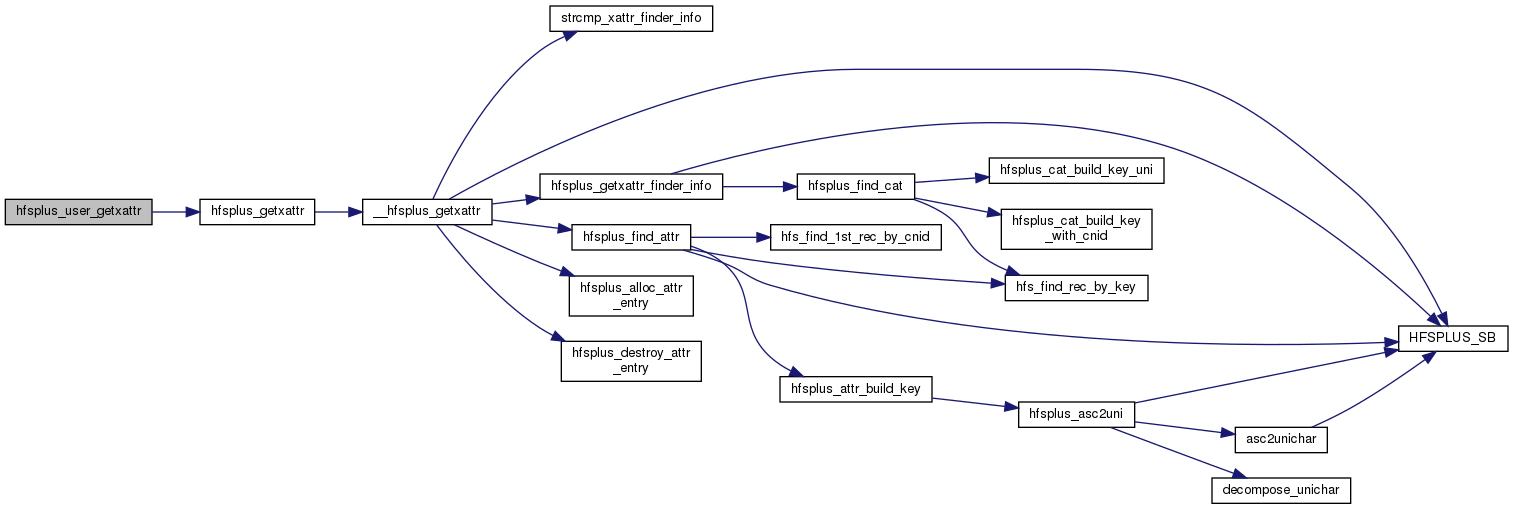 strcmp_xattr_finder_info
hfsplus_user_getxattr
hfsplus_getxattr
__hfsplus_getxattr
hfsplus_getxattr_finder_info
hfsplus_find_attr
hfsplus_alloc_attr
_entry
hfsplus_destroy_attr
_entry
hfsplus_find_cat
hfs_find_1st_rec_by_cnid
hfsplus_attr_build_key
hfsplus_cat_build_key_uni
hfsplus_cat_build_key
_with_cnid
hfs_find_rec_by_key
hfsplus_asc2uni
asc2unichar
decompose_unichar
HFSPLUS_SB